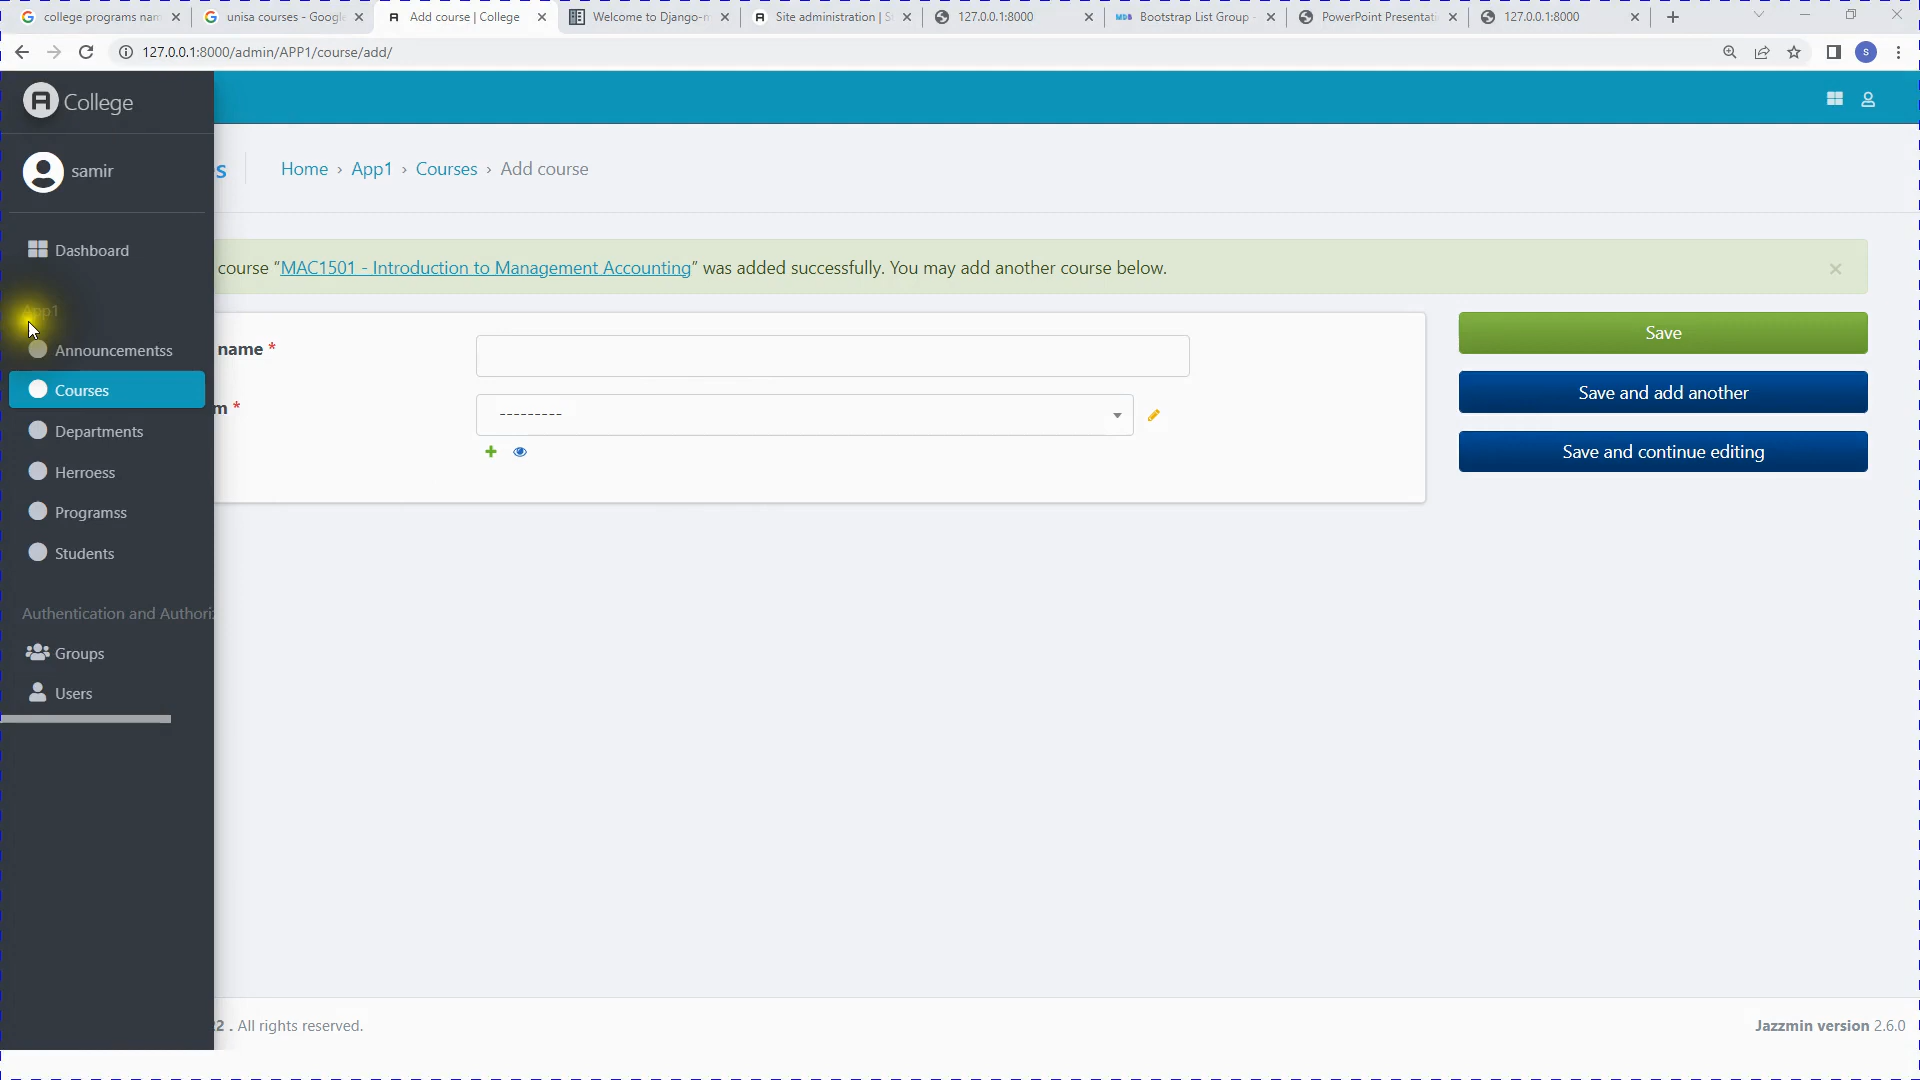 college programs nam
unisa courses - Google
Add course | College
Welcome to Django-m
Site administration | S
127.0.0.1:8000
Bootstrap List Group -
PowerPoint Presentat
127.0.0.1:8000
127.0.0.1:8000/admin/APP1/course/add/
S
College
samir
s
Home › App1 › Courses › Add course
Dashboard
course “MAC1501 - Introduction to Management Accounting” was added successfully. You may add another course below.
App1
Announcementss
Courses
Departments
Herroess
Programss
Students
name *
m *
---------
Save
Save and add another
Save and continue editing
Authentication and Authoriz
Groups
Users
22 . All rights reserved.
Jazzmin version 2.6.0